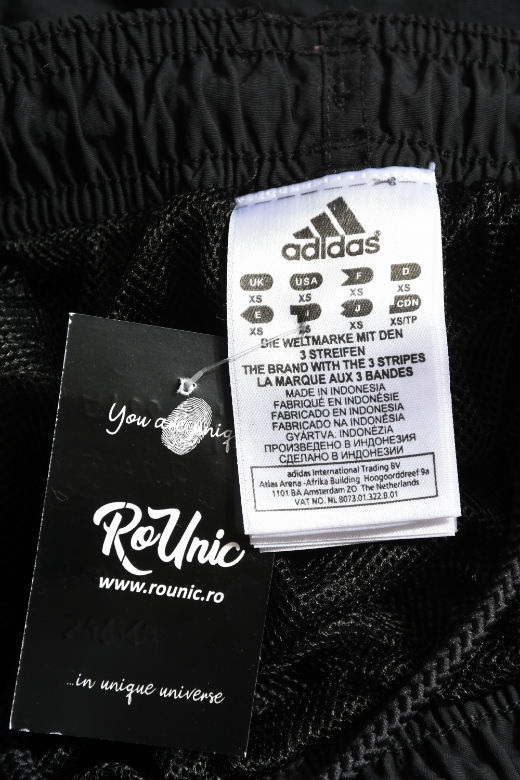 adidas
UK USA F D
XS XS XS XS
E I J CDN
XS XS XS/TP
DIE WELTMARKE MIT DEN
3 STREIFEN
THE BRAND WITH THE 3 STRIPES
LA MARQUE AUX 3 BANDES
MADE IN INDONESIA
FABRIQUÉ EN INDONÉSIE
FABRICADO EN INDONESIA
FABRICADO NA INDONÉSIA
GYÁRTVA. INDONÉZIA
ПРОИЗВЕДЕНО В ИНДОНЕЗИЯ
СДЕЛАНО В ИНДОНЕЗИИ
adidas International Trading BV
Atlas Arena -Afrika Building Hoogoorddreef 9a
1101 BA Amsterdam ZO The Netherlands
VAT NO. NL 8073.01.322.B.01
You
RoUnic
www.rounic.ro
...in unique universe